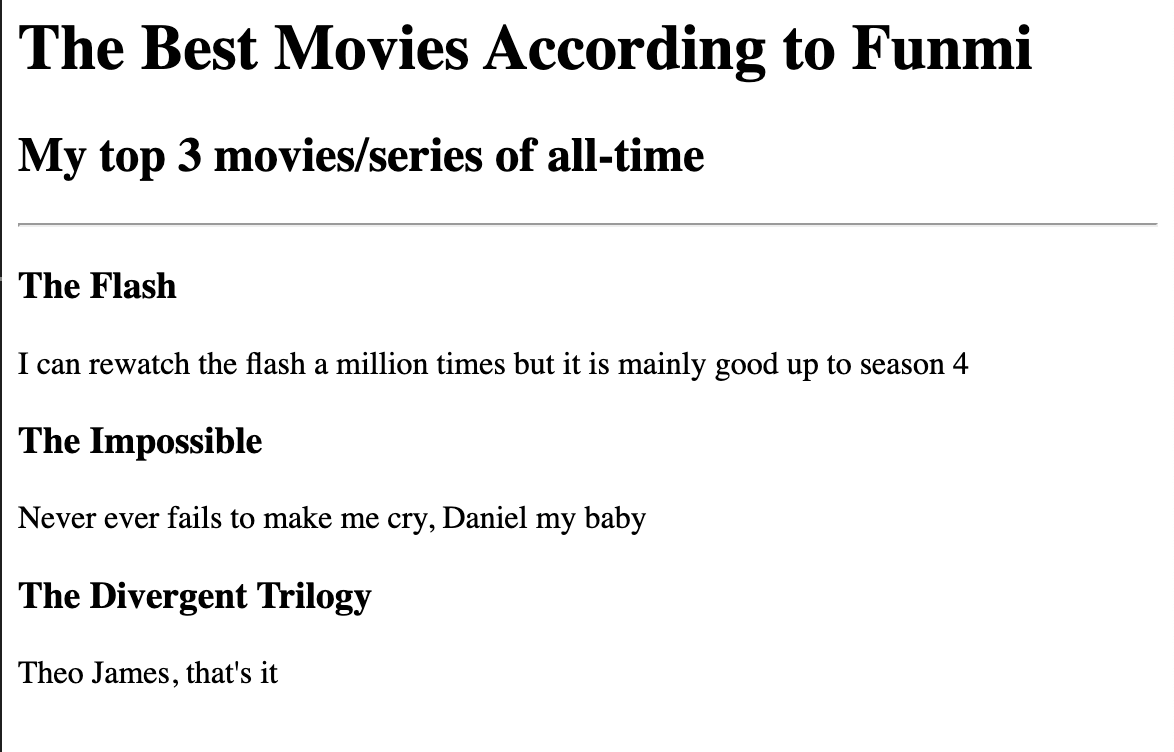 The Best Movies According to Funmi
My top 3 movies/series of all-time
The Flash
I can rewatch the flash a million times but it is mainly good up to season 4
The Impossible
Never ever fails to make me cry, Daniel my baby
The Divergent Trilogy
Theo James, that's it